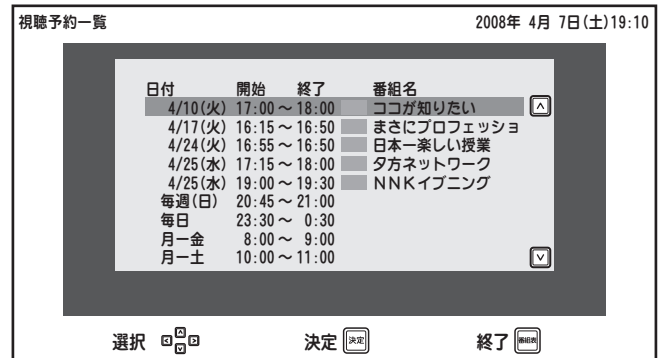 視聴予約一覧 2008年 4月 7日(土)19:10
日付 開始 終了 番組名
4/10(火) 17:00～18:00 ココが知りたい
4/17(火) 16:15～16:50 まさにプロフェッショ
4/24(火) 16:55～16:50 日本一楽しい授業
4/25(水) 17:15～18:00 夕方ネットワーク
4/25(水) 19:00～19:30 NNKイブニング
毎週(日) 20:45～21:00
毎日 23:30～ 0:30
月ー金 8:00～ 9:00
月ー土 10:00～11:00
選択 決定 決定 終了 番組表